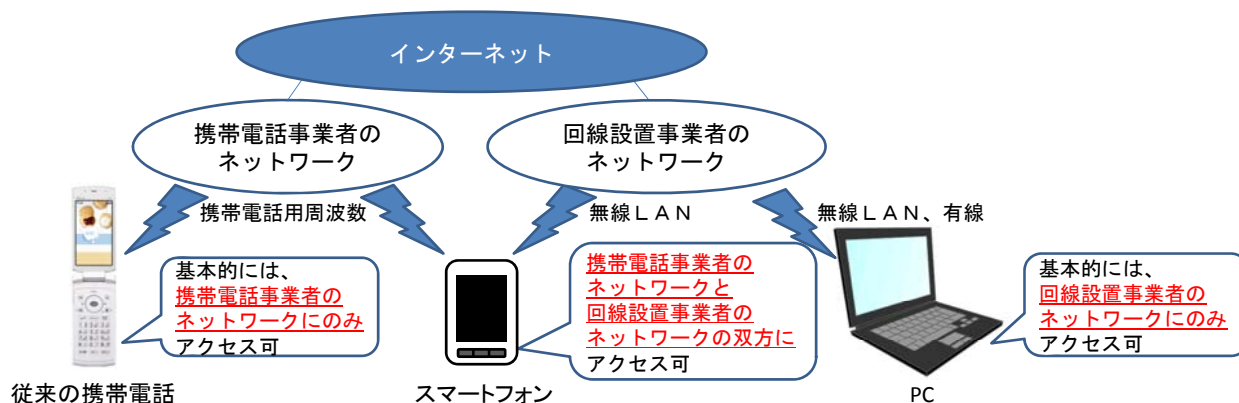 インターネット
携帯電話事業者の
ネットワーク
回線設置事業者の
ネットワーク
携帯電話用周波数
無線ＬＡＮ
無線ＬＡＮ、有線
基本的には、
携帯電話事業者の
ネットワークにのみ
アクセス可
携帯電話事業者の
ネットワークと
回線設置事業者の
ネットワークの双方に
アクセス可
基本的には、
回線設置事業者の
ネットワークにのみ
アクセス可
従来の携帯電話
スマートフォン
PC